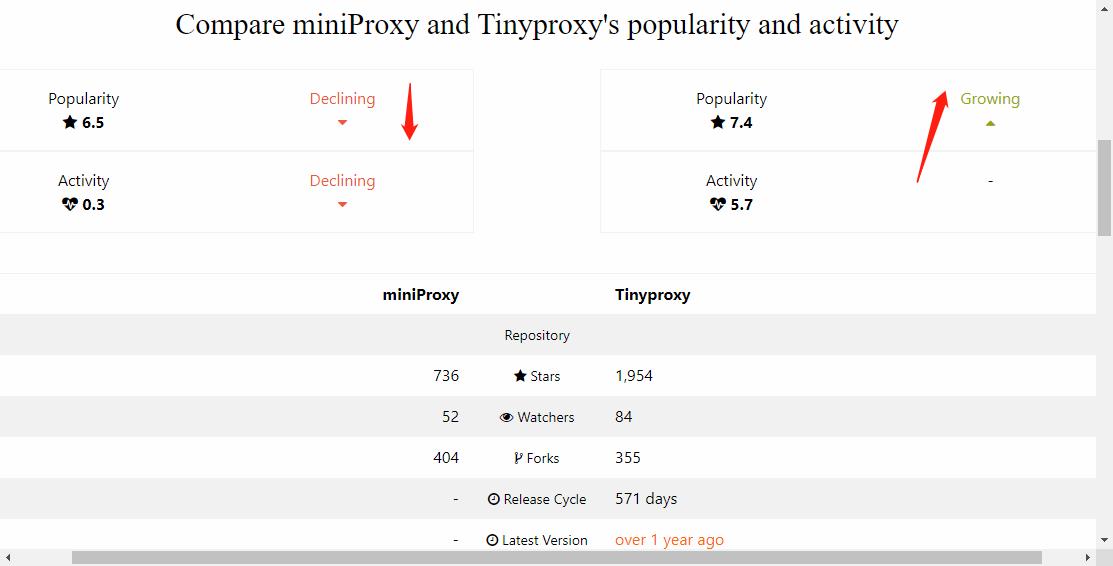 Compare miniProxy and Tinyproxy's popularity and activity
Popularity Declining
6.5
Activity Declining
0.3
Popularity Growing
7.4
Activity -
5.7
miniProxy Tinyproxy
Repository
736 Stars 1,954
52 Watchers 84
404 Forks 355
- Release Cycle 571 days
- Latest Version over 1 year ago